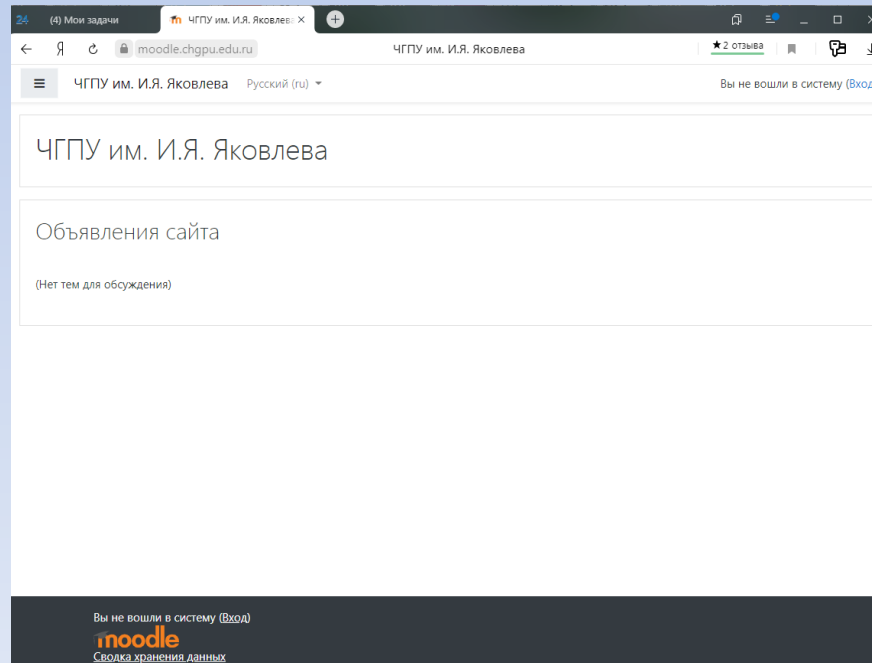 24 (4) Мои задачи ЧГПУ им. И.Я. Яковлева
Я moodle.chgpu.edu.ru ЧГПУ им. И.Я. Яковлева ★2 отзыва
ЧГПУ им. И.Я. Яковлева Русский (ru) Вы не вошли в систему (Вход
ЧГПУ им. И.Я. Яковлева
Объявления сайта
(Нет тем для обсуждения)
Вы не вошли в систему (Вход)
moodle
Сводка хранения данных